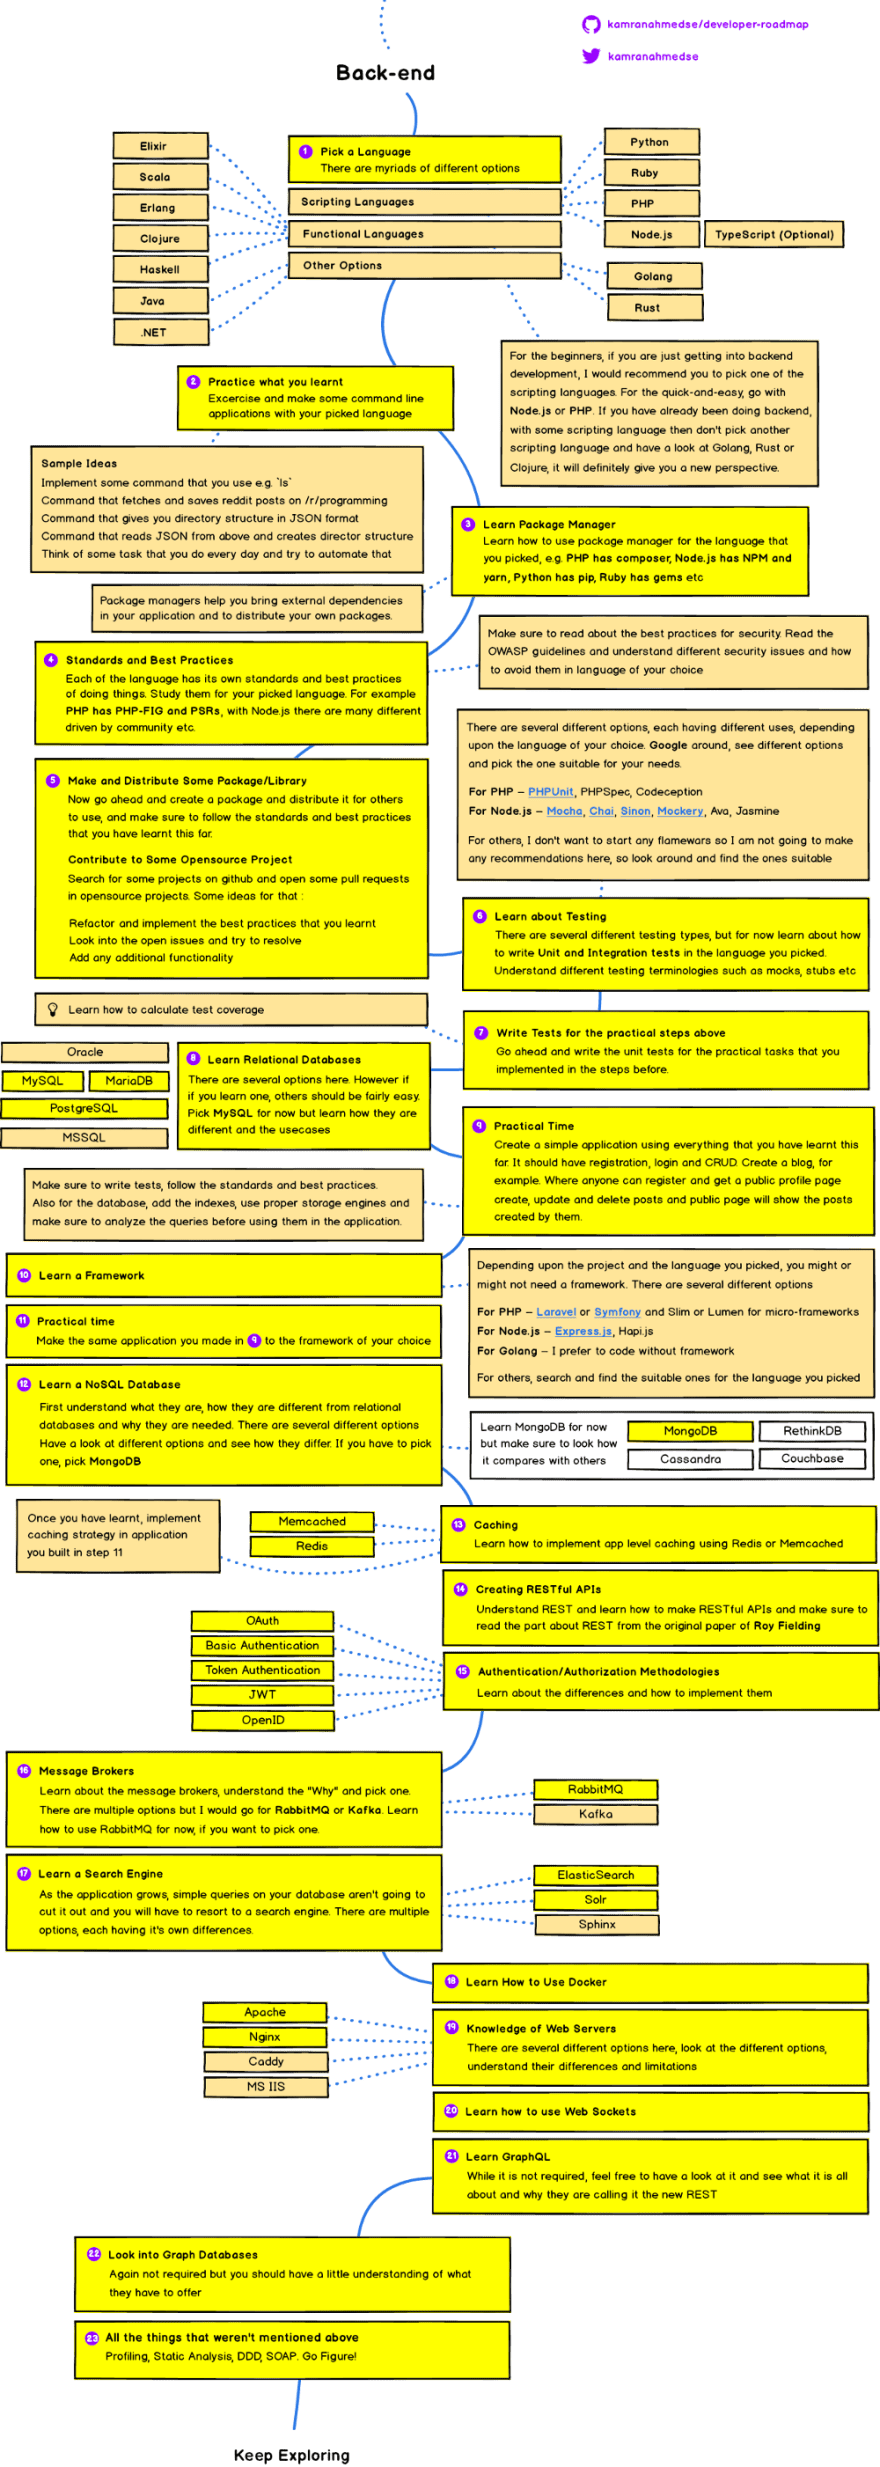 kamranahmedse/developer-roadmap
kamranahmedse
Back-end
Elixir
Scala
Erlang
Clojure
Haskell
Java
.NET
1 Pick a Language
There are myriads of different options
Scripting Languages
Functional Languages
Other Options
Python
Ruby
PHP
Node.js
TypeScript (Optional)
Golang
Rust
For the beginners, if you are just getting into backend
development, I would recommend you to pick one of the
scripting languages. For the quick-and-easy, go with
Node.js or PHP. If you have already been doing backend,
with some scripting language then don't pick another
scripting language and have a look at Golang, Rust or
Clojure, it will definitely give you a new perspective.
2 Practice what you learnt
Excercise and make some command line
applications with your picked language
Sample Ideas
Implement some command that you use e.g. `ls`
Command that fetches and saves reddit posts on /r/programming
Command that gives you directory structure in JSON format
Command that reads JSON from above and creates director structure
Think of some task that you do every day and try to automate that
3 Learn Package Manager
Learn how to use package manager for the language that
you picked, e.g. PHP has composer, Node.js has NPM and
yarn, Python has pip, Ruby has gems etc
Package managers help you bring external dependencies
in your application and to distribute your own packages.
Make sure to read about the best practices for security. Read the
OWASP guidelines and understand different security issues and how
to avoid them in language of your choice
4 Standards and Best Practices
Each of the language has its own standards and best practices
of doing things. Study them for your picked language. For example
PHP has PHP-FIG and PSRs, with Node.js there are many different
driven by community etc.
There are several different options, each having different uses, depending
upon the language of your choice. Google around, see different options
and pick the one suitable for your needs.
For PHP – PHPUnit, PHPSpec, Codeception
For Node.js – Mocha, Chai, Sinon, Mockery, Ava, Jasmine
For others, I don't want to start any flamewars so I am not going to make
any recommendations here, so look around and find the ones suitable
5 Make and Distribute Some Package/Library
Now go ahead and create a package and distribute it for others
to use, and make sure to follow the standards and best practices
that you have learnt this far.
Contribute to Some Opensource Project
Search for some projects on github and open some pull requests
in opensource projects. Some ideas for that :
Refactor and implement the best practices that you learnt
Look into the open issues and try to resolve
Add any additional functionality
6 Learn about Testing
There are several different testing types, but for now learn about how
to write Unit and Integration tests in the language you picked.
Understand different testing terminologies such as mocks, stubs etc
Learn how to calculate test coverage
7 Write Tests for the practical steps above
Go ahead and write the unit tests for the practical tasks that you
implemented in the steps before.
Oracle
MySQL
MariaDB
PostgreSQL
MSSQL
8 Learn Relational Databases
There are several options here. However if
if you learn one, others should be fairly easy.
Pick MySQL for now but learn how they are
different and the usecases
9 Practical Time
Create a simple application using everything that you have learnt this
far. It should have registration, login and CRUD. Create a blog, for
example. Where anyone can register and get a public profile page
create, update and delete posts and public page will show the posts
created by them.
Make sure to write tests, follow the standards and best practices.
Also for the database, add the indexes, use proper storage engines and
make sure to analyze the queries before using them in the application.
10 Learn a Framework
Depending upon the project and the language you picked, you might or
might not need a framework. There are several different options
For PHP – Laravel or Symfony and Slim or Lumen for micro-frameworks
For Node.js – Express.js, Hapi.js
For Golang – I prefer to code without framework
For others, search and find the suitable ones for the language you picked
11 Practical time
Make the same application you made in 9 to the framework of your choice
12 Learn a NoSQL Database
First understand what they are, how they are different from relational
databases and why they are needed. There are several different options
Have a look at different options and see how they differ. If you have to pick
one, pick MongoDB
Learn MongoDB for now
but make sure to look how
it compares with others
MongoDB
RethinkDB
Cassandra
Couchbase
Once you have learnt, implement
caching strategy in application
you built in step 11
Memcached
Redis
13 Caching
Learn how to implement app level caching using Redis or Memcached
14 Creating RESTful APIs
Understand REST and learn how to make RESTful APIs and make sure to
read the part about REST from the original paper of Roy Fielding
OAuth
Basic Authentication
Token Authentication
JWT
OpenID
15 Authentication/Authorization Methodologies
Learn about the differences and how to implement them
16 Message Brokers
Learn about the message brokers, understand the "Why" and pick one.
There are multiple options but I would go for RabbitMQ or Kafka. Learn
how to use RabbitMQ for now, if you want to pick one.
RabbitMQ
Kafka
17 Learn a Search Engine
As the application grows, simple queries on your database aren't going to
cut it out and you will have to resort to a search engine. There are multiple
options, each having it's own differences.
ElasticSearch
Solr
Sphinx
18 Learn How to Use Docker
Apache
Nginx
Caddy
MS IIS
19 Knowledge of Web Servers
There are several different options here, look at the different options,
understand their differences and limitations
20 Learn how to use Web Sockets
21 Learn GraphQL
While it is not required, feel free to have a look at it and see what it is all
about and why they are calling it the new REST
22 Look into Graph Databases
Again not required but you should have a little understanding of what
they have to offer
23 All the things that weren't mentioned above
Profiling, Static Analysis, DDD, SOAP. Go Figure!
Keep Exploring